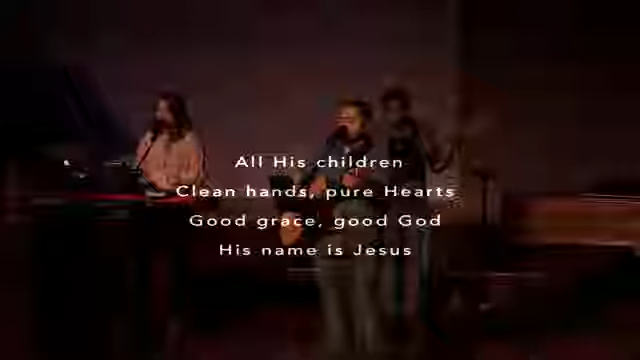 All His children
Clean hands, pure Hearts
Good grace, good God
His name is Jesus